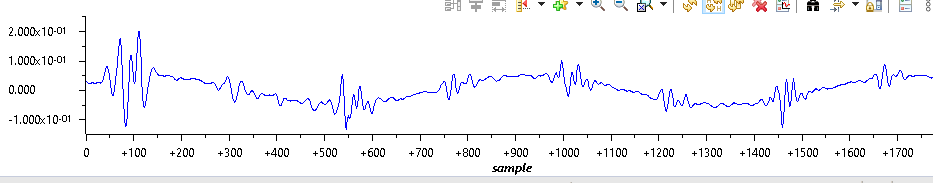 2.000x10⁻⁰¹
1.000x10⁻⁰¹
0.000
-1.000x10⁻⁰¹
0 +100 +200 +300 +400 +500 +600 +700 +800 +900 +1000 +1100 +1200 +1300 +1400 +1500 +1600 +1700
sample